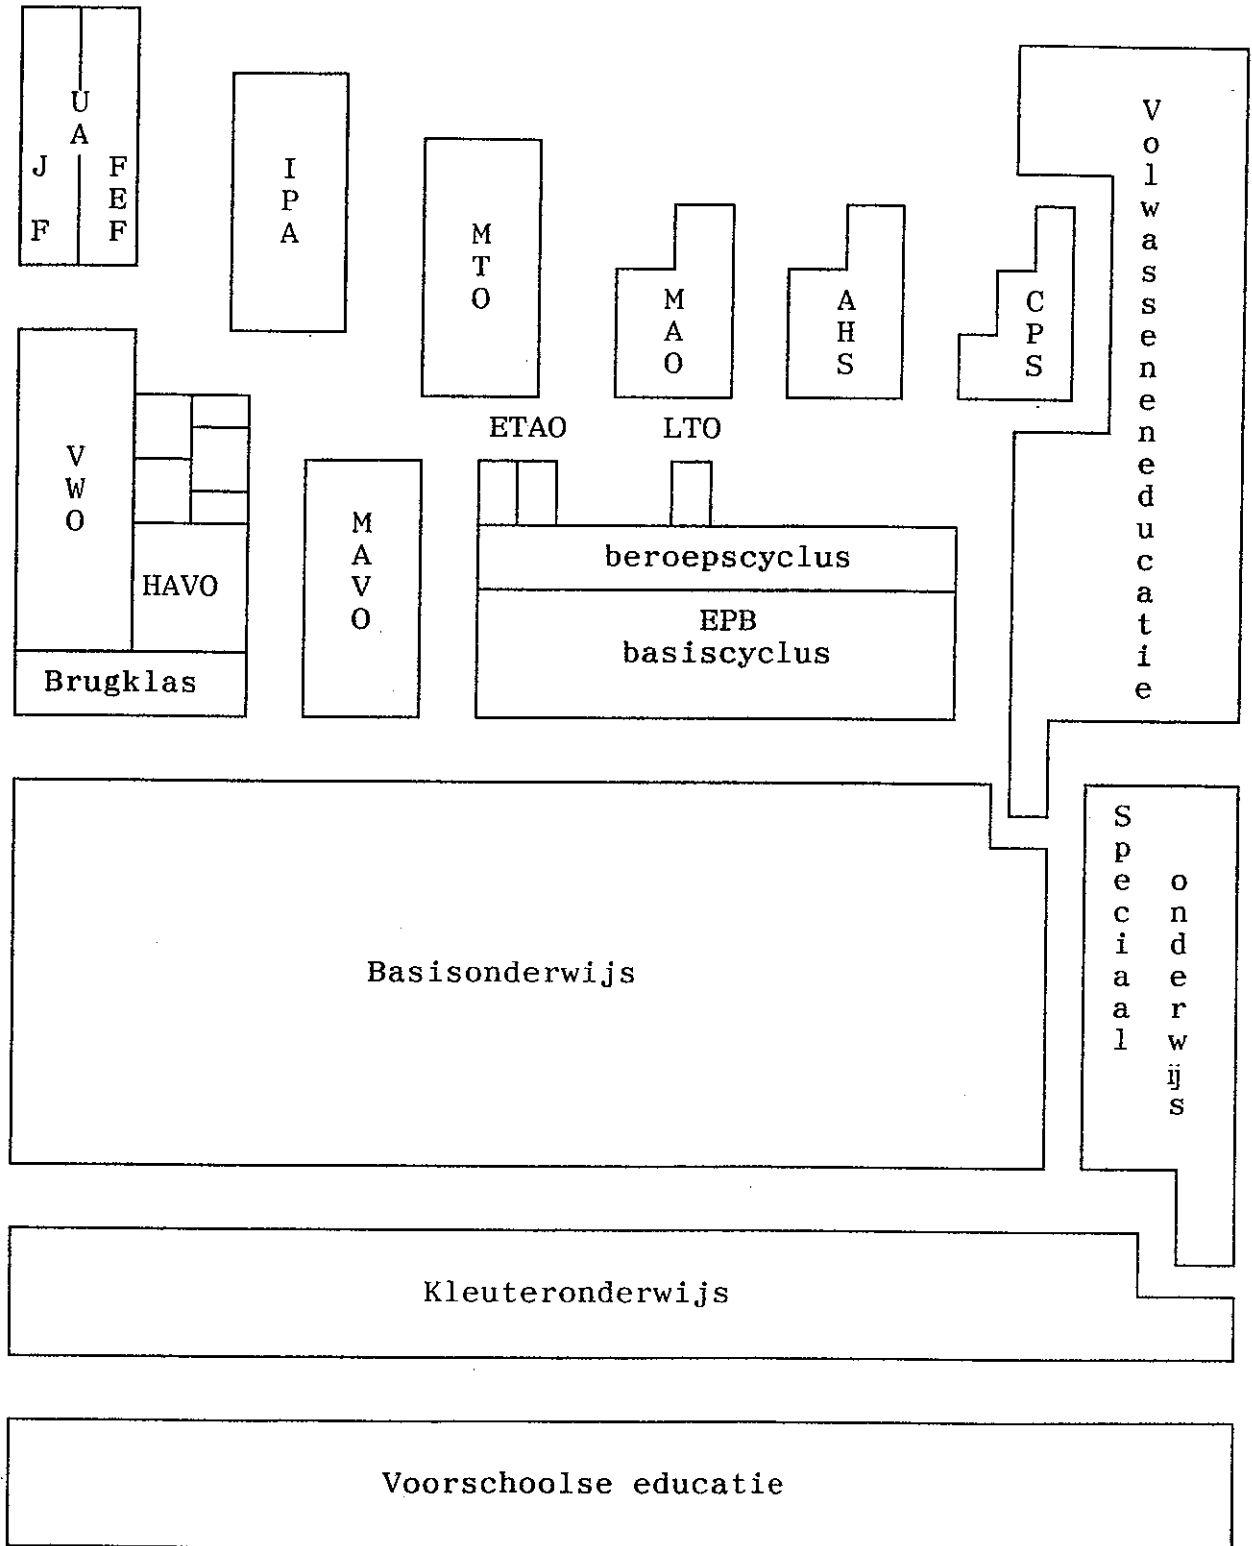 UA
JF
FEF
IPA
MTO
MAO
AHS
CPS
Volwasseneneducatie
ETAO
LTO
VWO
HAVO
Brugklas
MAVO
beroepscyclus
EPB
basiscyclus
Basisonderwijs
Speciaal
onderwijs
Kleuteronderwijs
Voorschoolse educatie